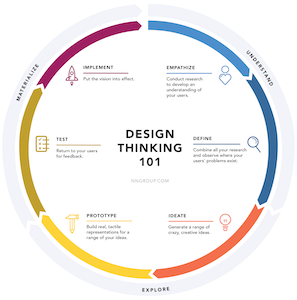 MATERIALIZE
UNDERSTAND
IMPLEMENT
Put the vision into effect.
EMPATHIZE
Conduct research
to develop an
understanding of
your users.
TEST
Return to your users
for feedback.
DESIGN
THINKING
101
NNGROUP.COM
DEFINE
Combine all your research
and observe where your
users' problems exist.
PROTOTYPE
Build real, tactile
representations for a
range of your ideas.
IDEATE
Generate a range of
crazy, creative ideas.
EXPLORE